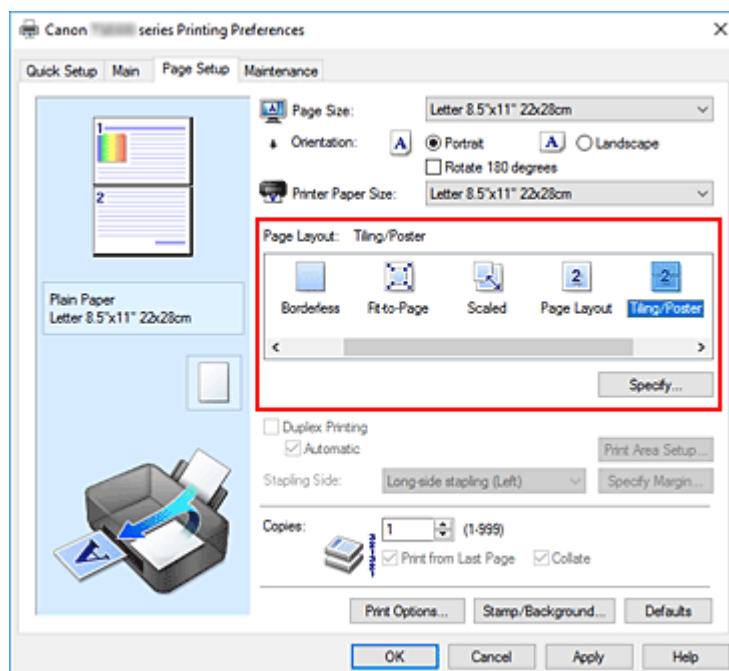 Canon series Printing Preferences
Quick Setup Main Page Setup Maintenance
1
2
Plain Paper
Letter 8.5"x11" 22x28cm
Page Size: Letter 8.5"x11" 22x28cm
Orientation: A Portrait A Landscape
Rotate 180 degrees
Printer Paper Size: Letter 8.5"x11" 22x28cm
Page Layout: Tiling/Poster
2 2
Borderless Fit-to-Page Scaled Page Layout Tiling/Poster
Specify...
Duplex Printing
Automatic Print Area Setup...
Stapling Side: Long-side stapling (Left) Specify Margin...
Copies: 1 (1-999)
Print from Last Page Collate
A
Print Options... Stamp/Background... Defaults
OK Cancel Apply Help